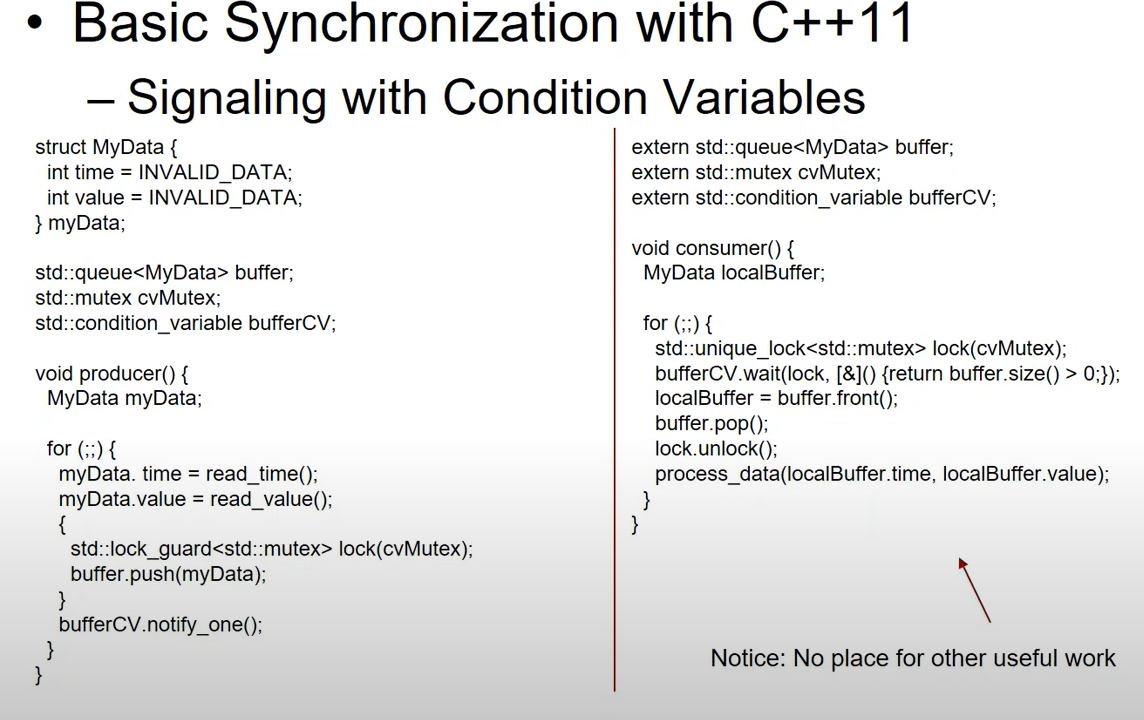 • Basic Synchronization with C++11
– Signaling with Condition Variables
struct MyData {
int time = INVALID_DATA;
int value = INVALID_DATA;
} myData;
std::queue<MyData> buffer;
std::mutex cvMutex;
std::condition_variable bufferCV;
void producer() {
MyData myData;
for (;;) {
myData. time = read_time();
myData.value = read_value();
{
std::lock_guard<std::mutex> lock(cvMutex);
buffer.push(myData);
}
bufferCV.notify_one();
}
}
extern std::queue<MyData> buffer;
extern std::mutex cvMutex;
extern std::condition_variable bufferCV;
void consumer() {
MyData localBuffer;
for (;;) {
std::unique_lock<std::mutex> lock(cvMutex);
bufferCV.wait(lock, [&]() {return buffer.size() > 0;});
localBuffer = buffer.front();
buffer.pop();
lock.unlock();
process_data(localBuffer.time, localBuffer.value);
}
}
Notice: No place for other useful work